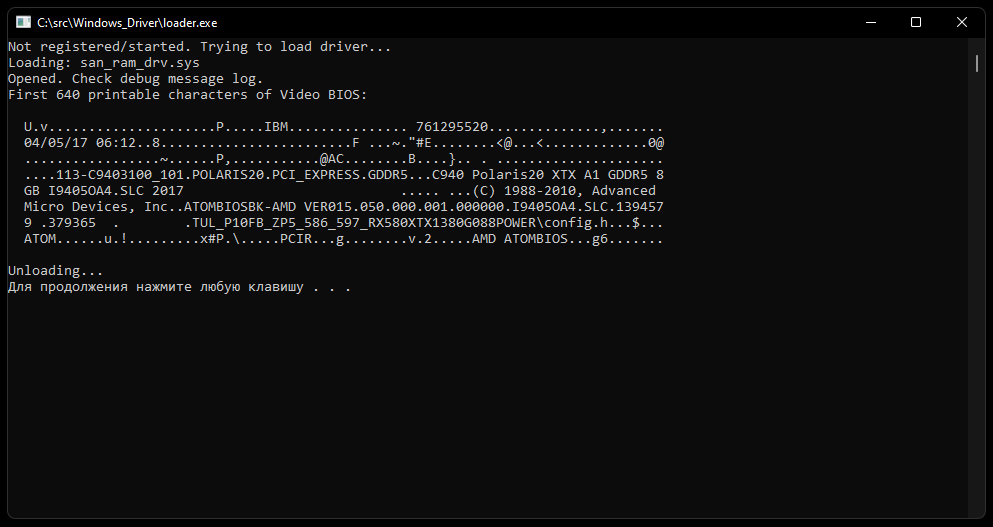 C:\src\Windows_Driver\loader.exe
Not registered/started. Trying to load driver...
Loading: san_ram_drv.sys
Opened. Check debug message log.
First 640 printable characters of Video BIOS:
U.v.....................P.....IBM............... 761295520..............,.......
04/05/17 06:12..8........................F ...~."#E........<@...<.............0@
.................~......P,...........@AC........B....}.. . .....................
....113-C9403100_101.POLARIS20.PCI_EXPRESS.GDDR5...C940 Polaris20 XTX A1 GDDR5 8
GB I9405OA4.SLC 2017                           ..... ...(C) 1988-2010, Advanced
Micro Devices, Inc..ATOMBIOSBK-AMD VER015.050.000.001.000000.I9405OA4.SLC.139457
9 .379365  .        .TUL_P10FB_ZP5_586_597_RX580XTX1380G088POWER\config.h...$...
ATOM......u.!.........x#P.\.....PCIR...g........v.2.....AMD ATOMBIOS...g6.......
Unloading...
Для продолжения нажмите любую клавишу . . .